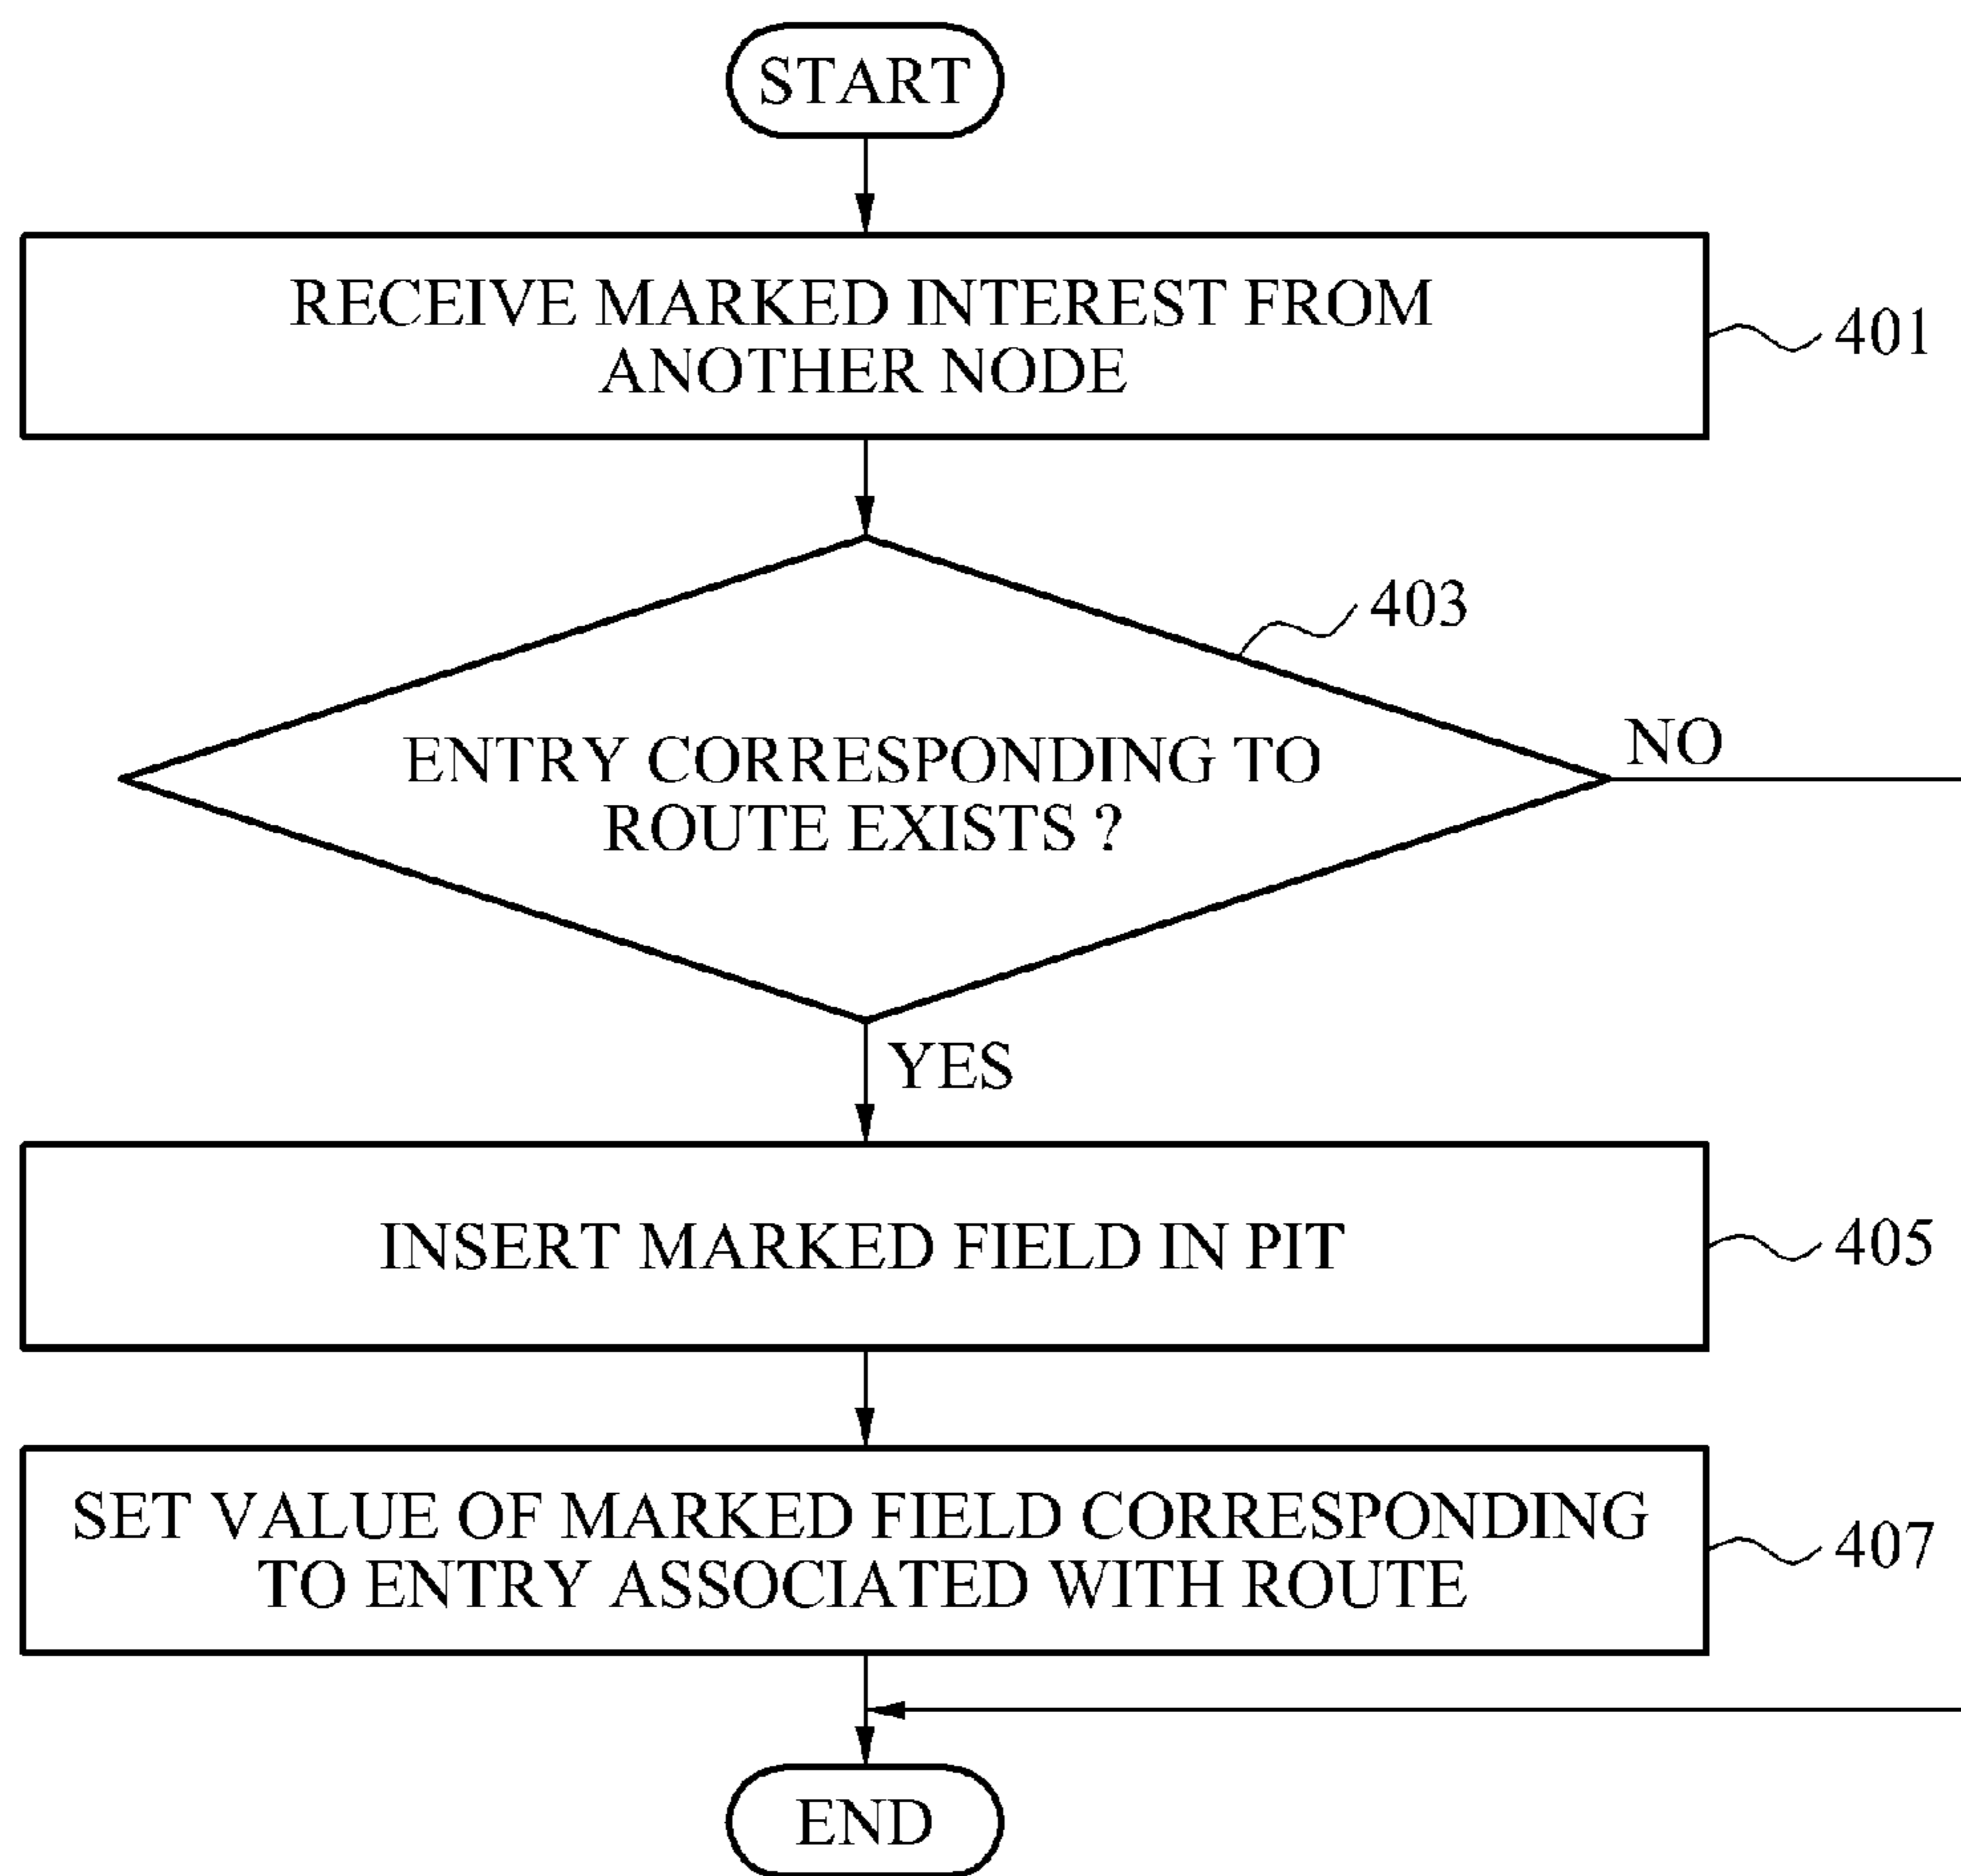 START
RECEIVE MARKED INTEREST FROM
ANOTHER NODE
401
403
ENTRY CORRESPONDING TO
ROUTE EXISTS ?
NO
YES
INSERT MARKED FIELD IN PIT
405
SET VALUE OF MARKED FIELD CORRESPONDING
TO ENTRY ASSOCIATED WITH ROUTE
407
END